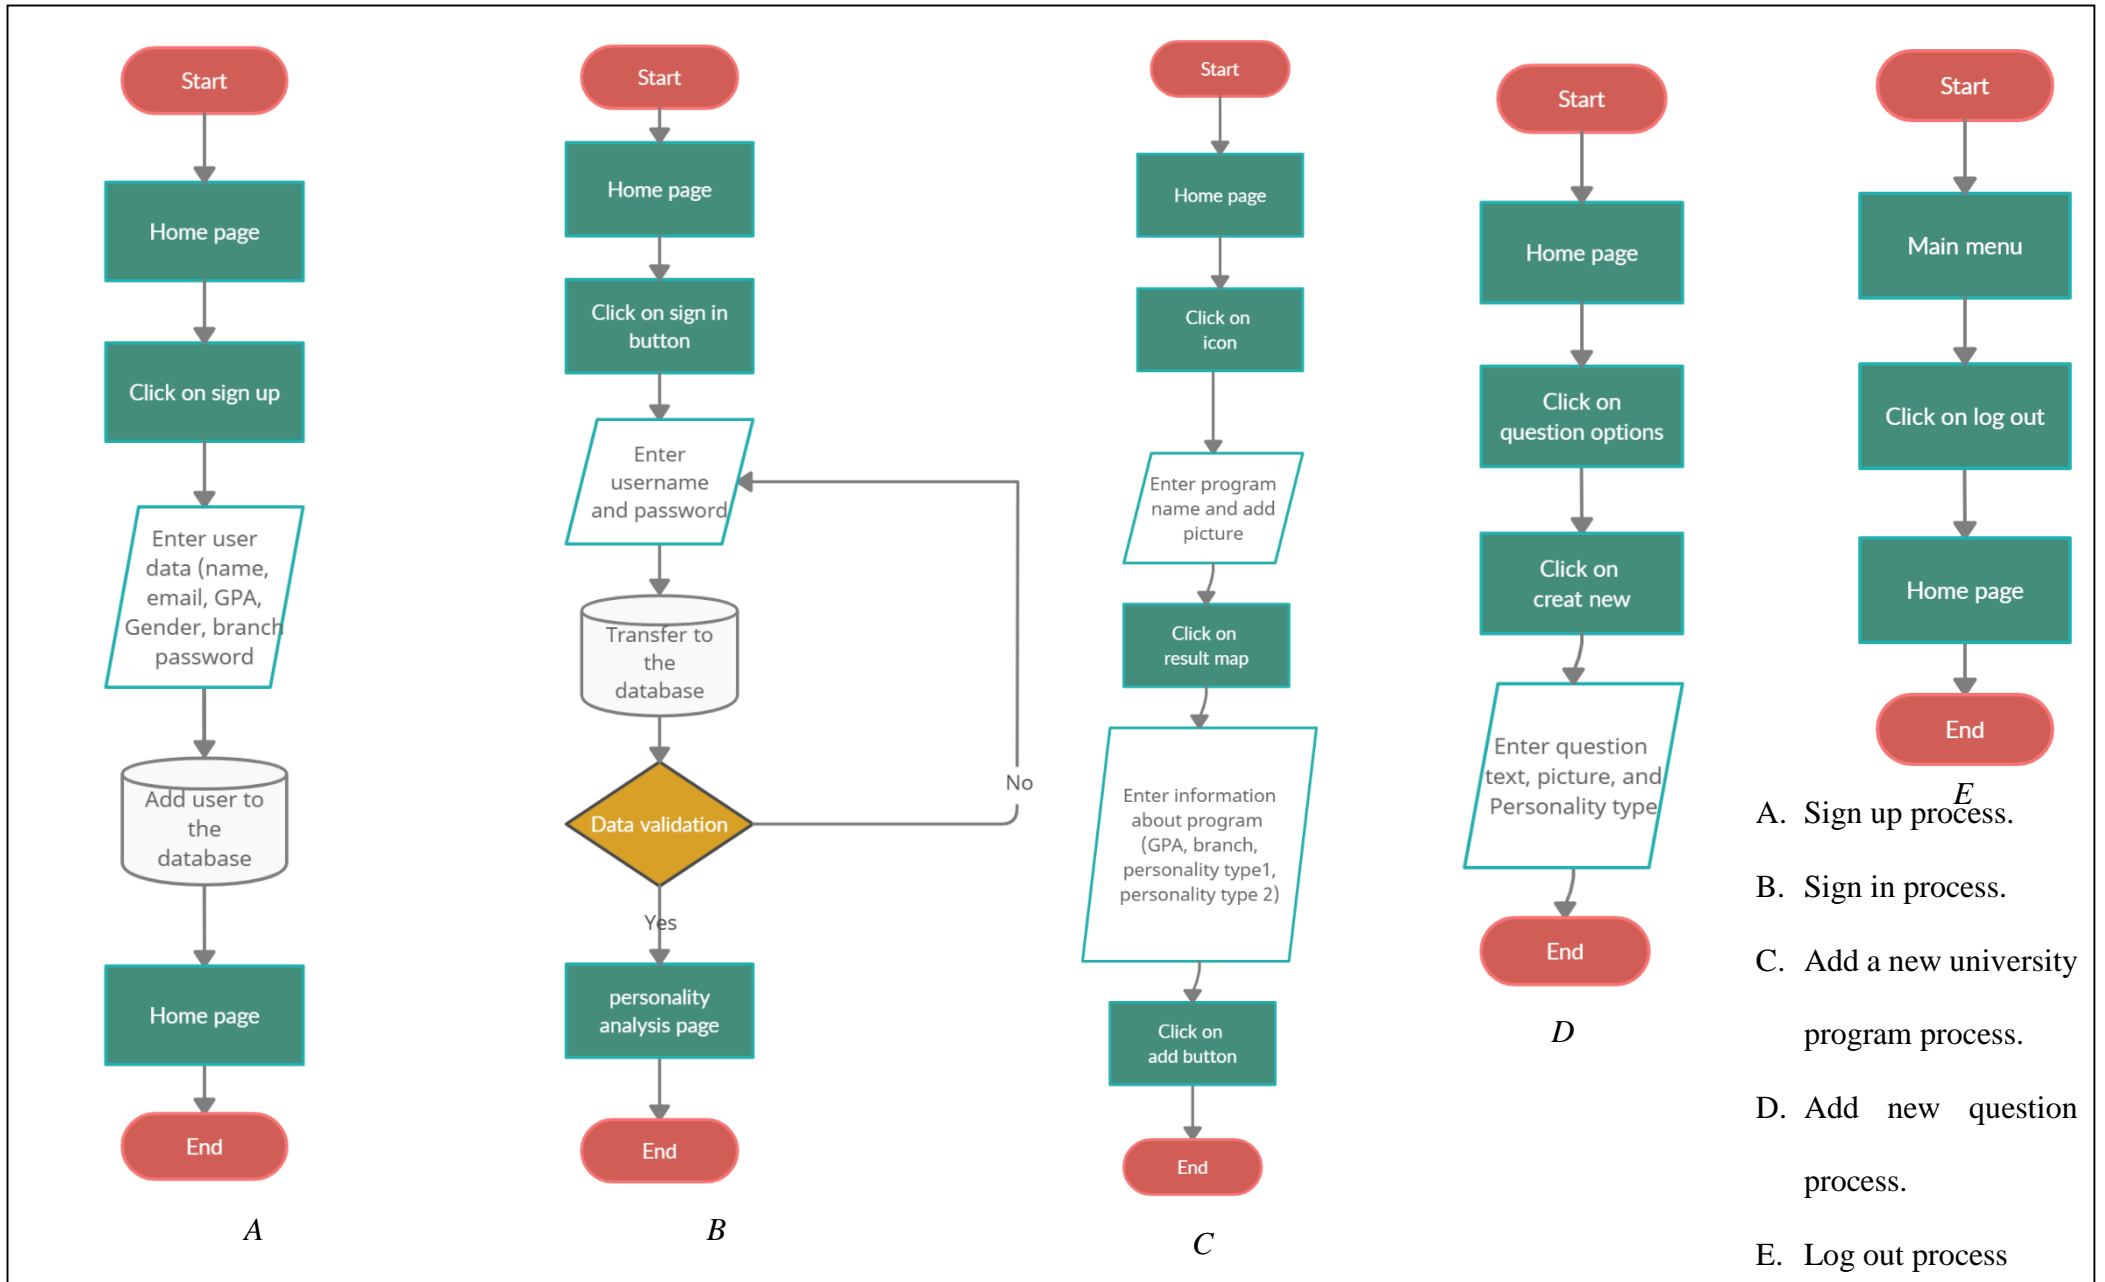 Start
Home page
Click on sign up
Enter user
data (name,
email, GPA,
Gender, branch
password
Add user to
the
database
Home page
End
A
Start
Home page
Click on sign in
button
Enter
username
and password
Transfer to
the
database
Data validation
No
Yes
personality
analysis page
End
B
Start
Home page
Click on
icon
Enter program
name and add
picture
Click on
result map
Enter information
about program
(GPA, branch,
personality type1,
personality type 2)
Click on
add button
End
C
Start
Home page
Click on
question options
Click on
creat new
Enter question
text, picture, and
Personality type
End
D
Start
Main menu
Click on log out
Home page
End
E
A. Sign up process.
B. Sign in process.
C. Add a new university
program process.
D. Add new question
process.
E. Log out process